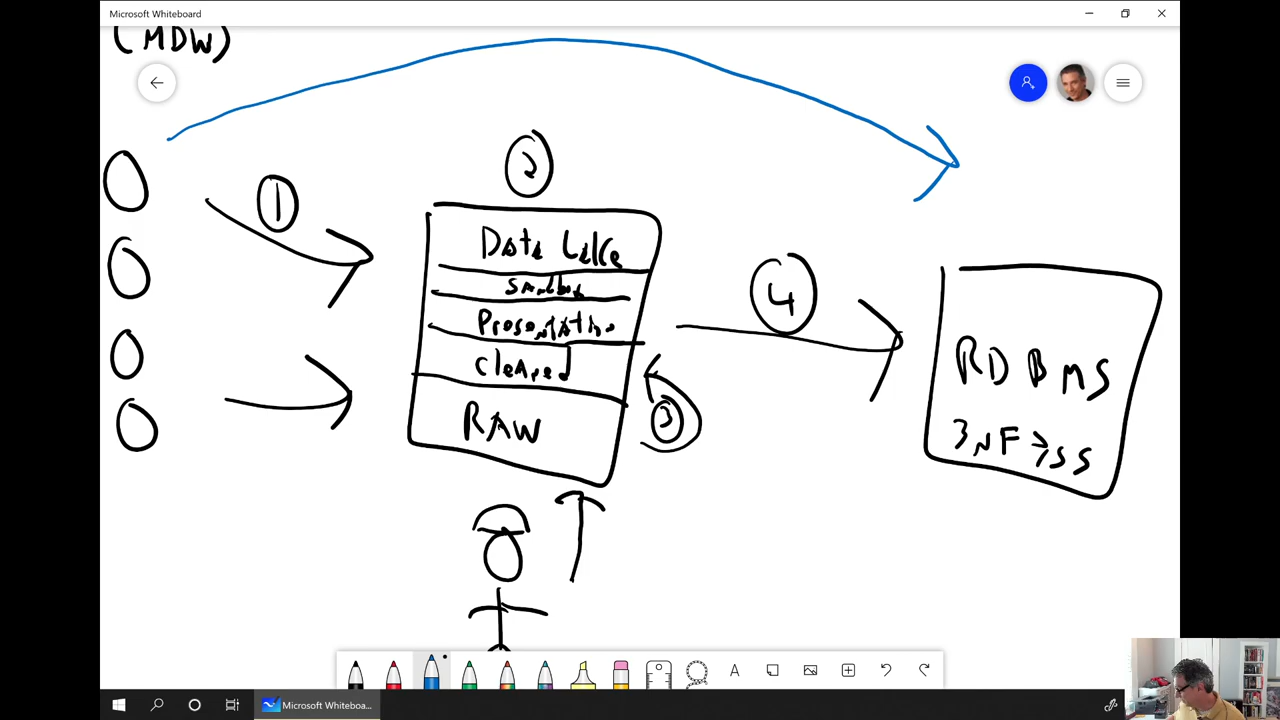 Microsoft Whiteboard
(MDW)
2
1
Data Lake
Sandbox
4
Presentation
Cleaned
3
RAW
RDBMS
3NF → SS
A
Microsoft Whiteboa...